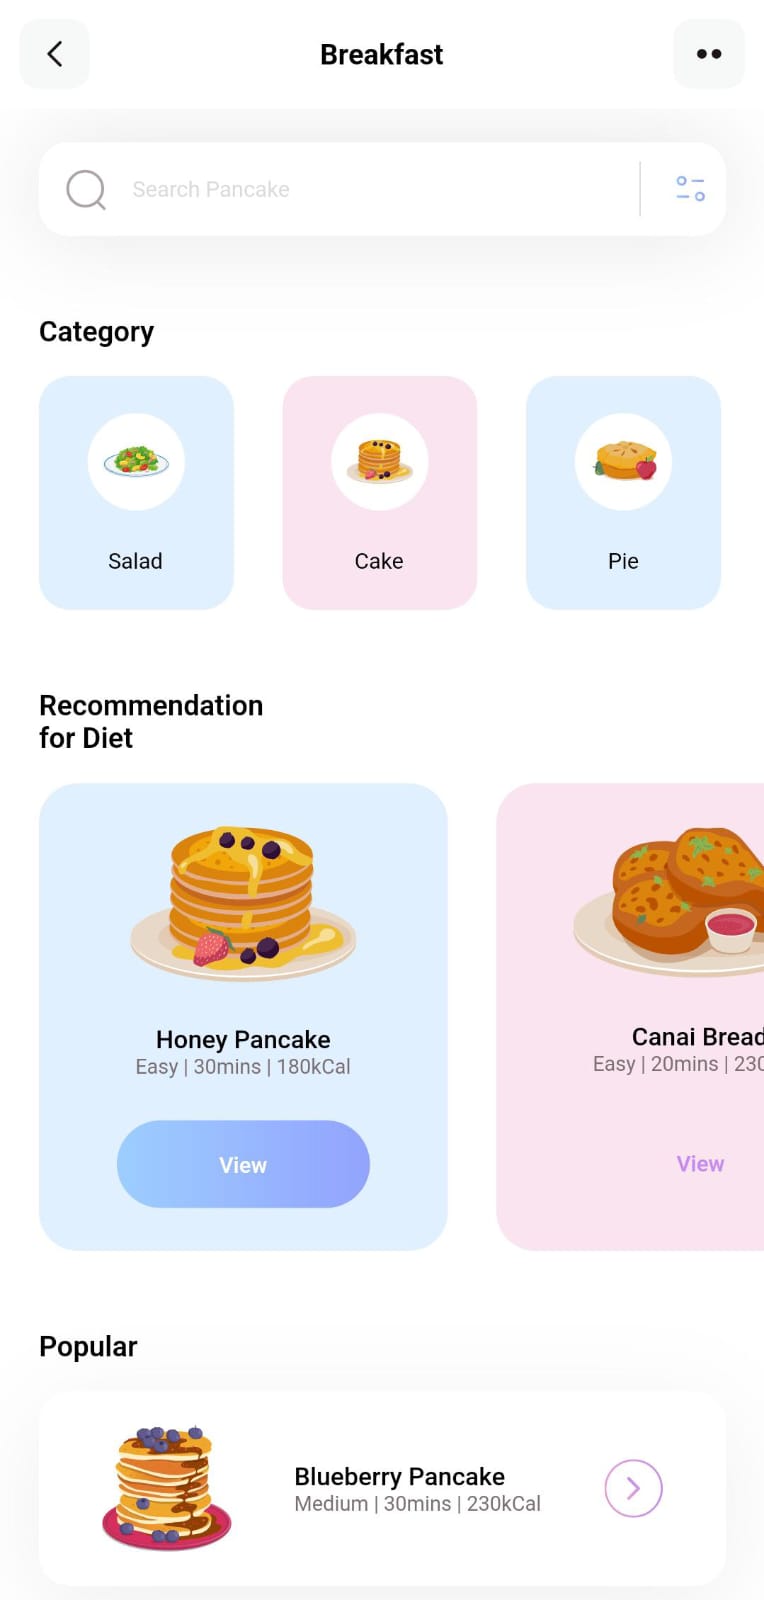 Breakfast
Search Pancake
Category
Salad
Cake
Pie
Recommendation
for Diet
Honey Pancake
Easy | 30mins | 180kCal
View
Canai Bread
Easy | 20mins | 230
View
Popular
Blueberry Pancake
Medium | 30mins | 230kCal